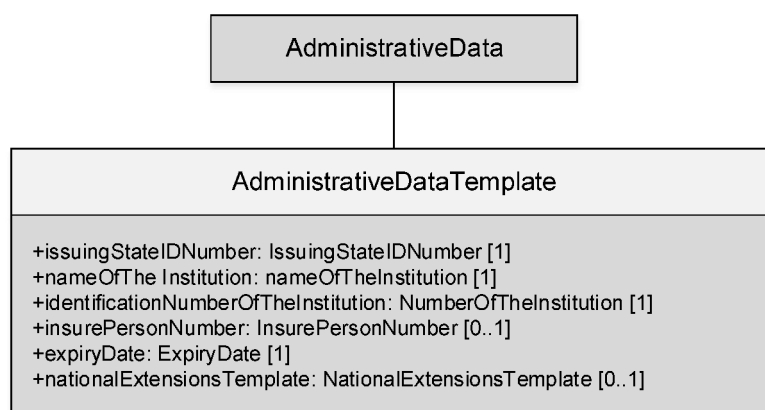 AdministrativeData
AdministrativeDataTemplate
+issuingStateIDNumber: IssuingStateIDNumber [1]
+nameOfThe Institution: nameOfTheInstitution [1]
+identificationNumberOfTheInstitution: NumberOfTheInstitution [1]
+insurePersonNumber: InsurePersonNumber [0..1]
+expiryDate: ExpiryDate [1]
+nationalExtensionsTemplate: NationalExtensionsTemplate [0..1]